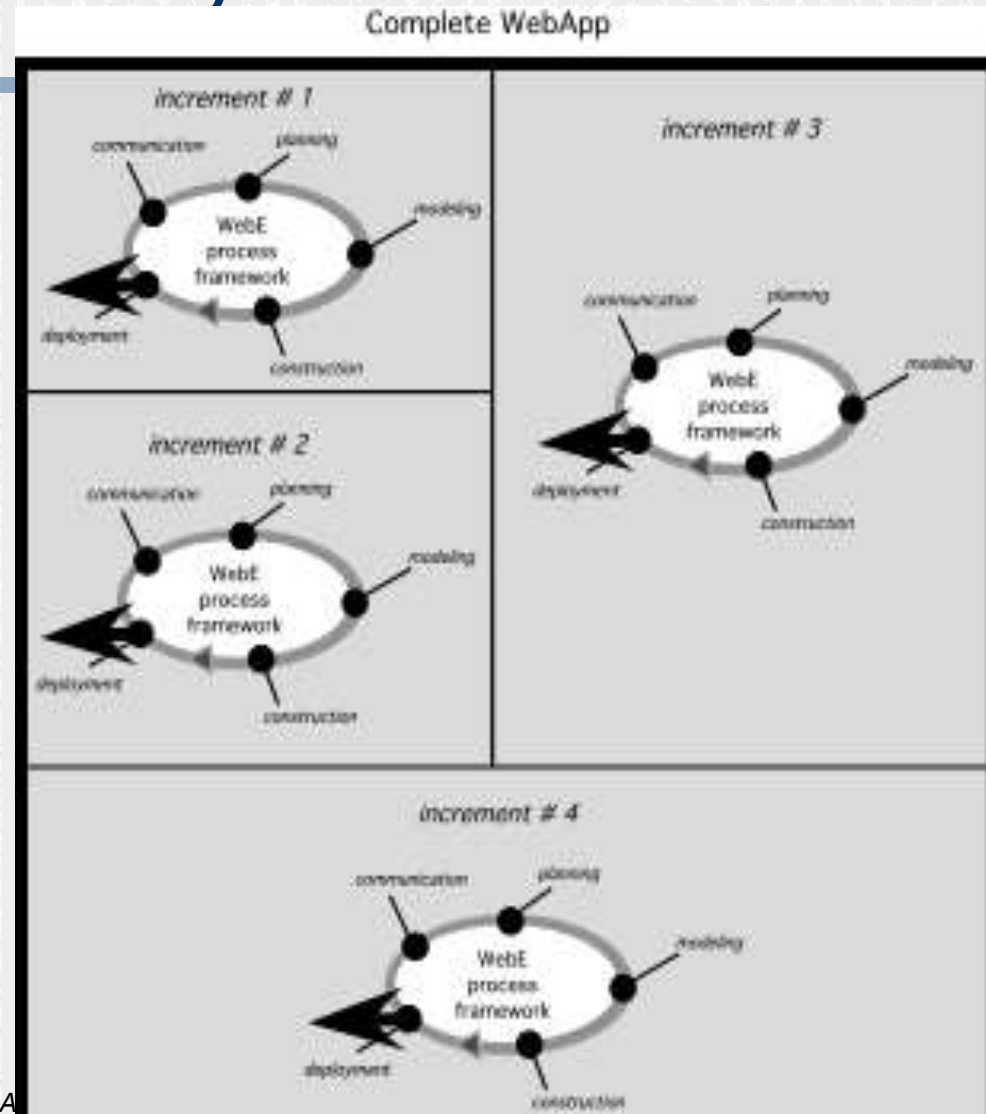 Complete WebApp
increment # 1
communication
planning
modeling
WebE
process
framework
deployment
construction
increment # 2
communication
planning
modeling
WebE
process
framework
deployment
construction
increment # 3
communication
planning
modeling
WebE
process
framework
deployment
construction
increment # 4
communication
planning
modeling
WebE
process
framework
deployment
construction